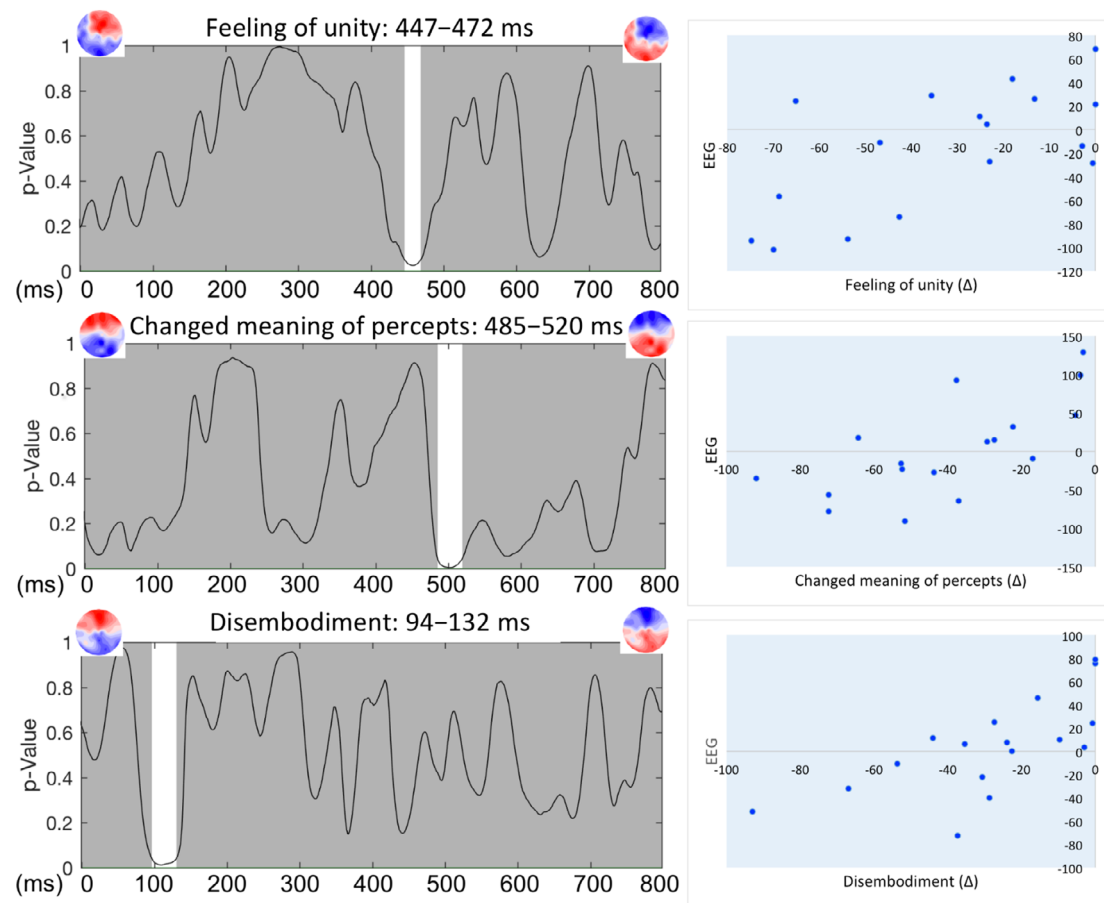 Feeling of unity: 447–472 ms
1
0.8
0.6
0.4
0.2
0
p-Value
(ms) 0 100 200 300 400 500 600 700 800
80
60
40
20
0
-20
-40
-60
-80
-100
-120
-80 -70 -60 -50 -40 -30 -20 -10 0
EEG
Feeling of unity (Δ)
Changed meaning of percepts: 485–520 ms
1
0.8
0.6
0.4
0.2
0
p-Value
(ms) 0 100 200 300 400 500 600 700 800
150
100
50
0
-50
-100
-150
-100 -80 -60 -40 -20 0
EEG
Changed meaning of percepts (Δ)
Disembodiment: 94–132 ms
1
0.8
0.6
0.4
0.2
0
p-Value
(ms) 0 100 200 300 400 500 600 700 800
100
80
60
40
20
0
-20
-40
-60
-80
-100
-100 -80 -60 -40 -20 0
EEG
Disembodiment (Δ)